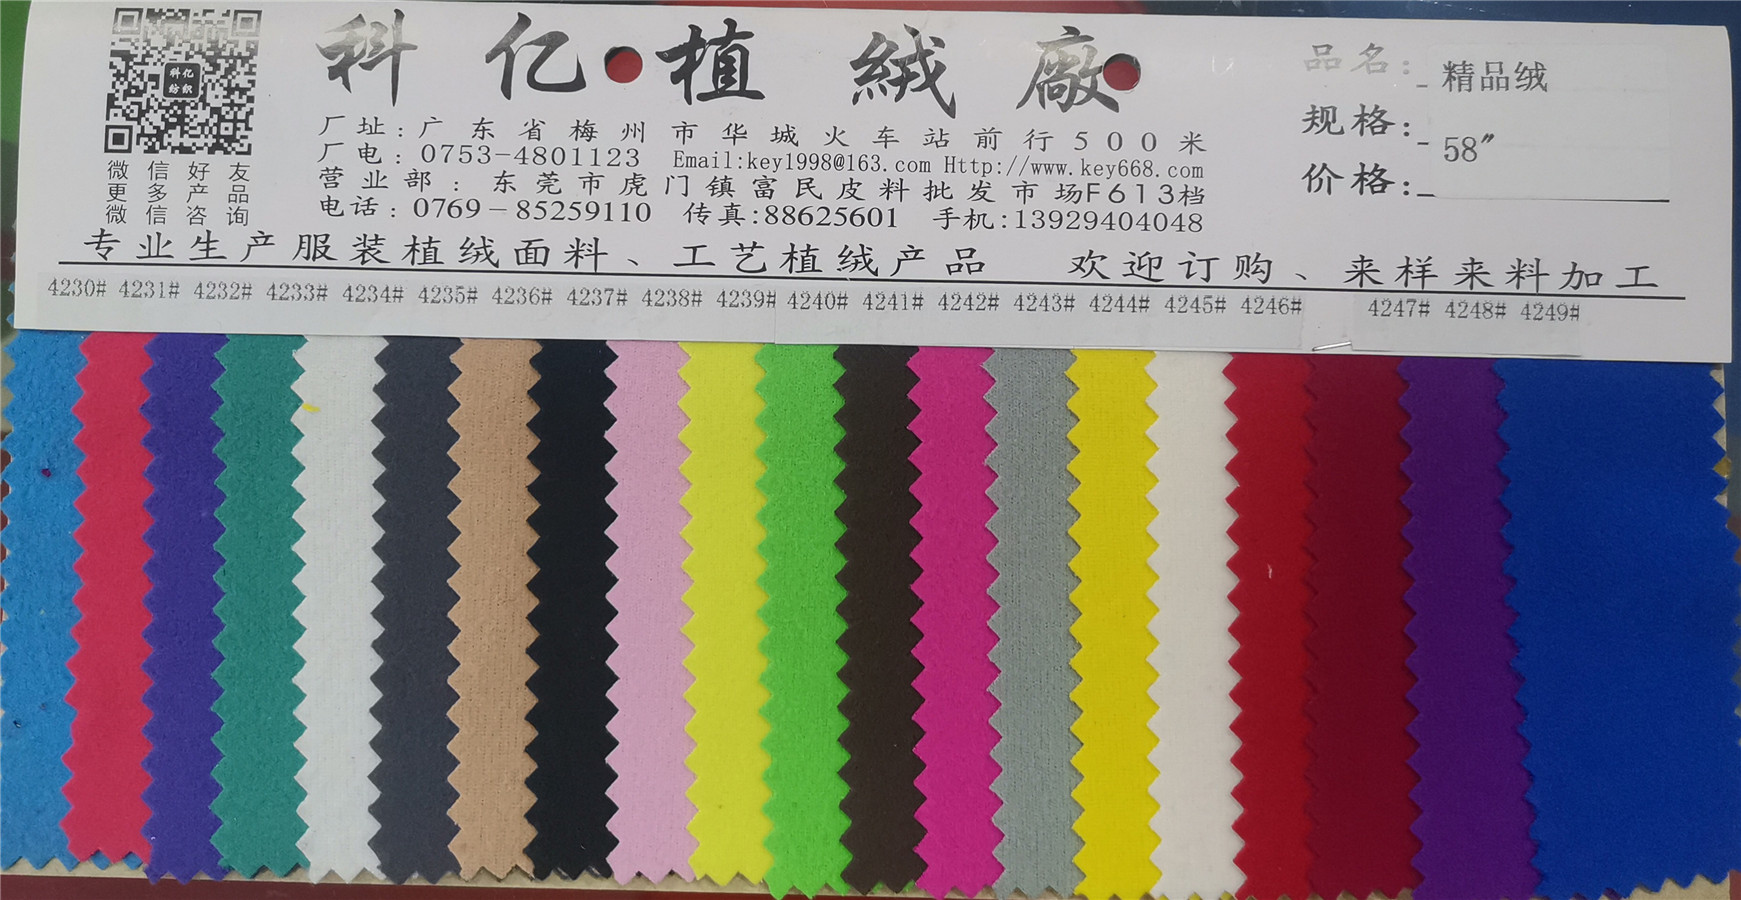 科亿植絨廠
科亿
纺织
微信好友
更多产品
微信咨询
厂址:广东省梅州市华城火车站前行500米
厂电:0753-4801123 Email:key1998@163.com Http://www.key668.com
营业部:东莞市虎门镇富民皮料批发市场F613档
电话:0769-85259110 传真:88625601 手机:13929404048
品名: 精品绒
规格: 58″
价格:
专业生产服装植绒面料、工艺植绒产品 欢迎订购、来样来料加工
4230# 4231# 4232# 4233# 4234# 4235# 4236# 4237# 4238# 4239# 4240# 4241# 4242# 4243# 4244# 4245# 4246# 4247# 4248# 4249#